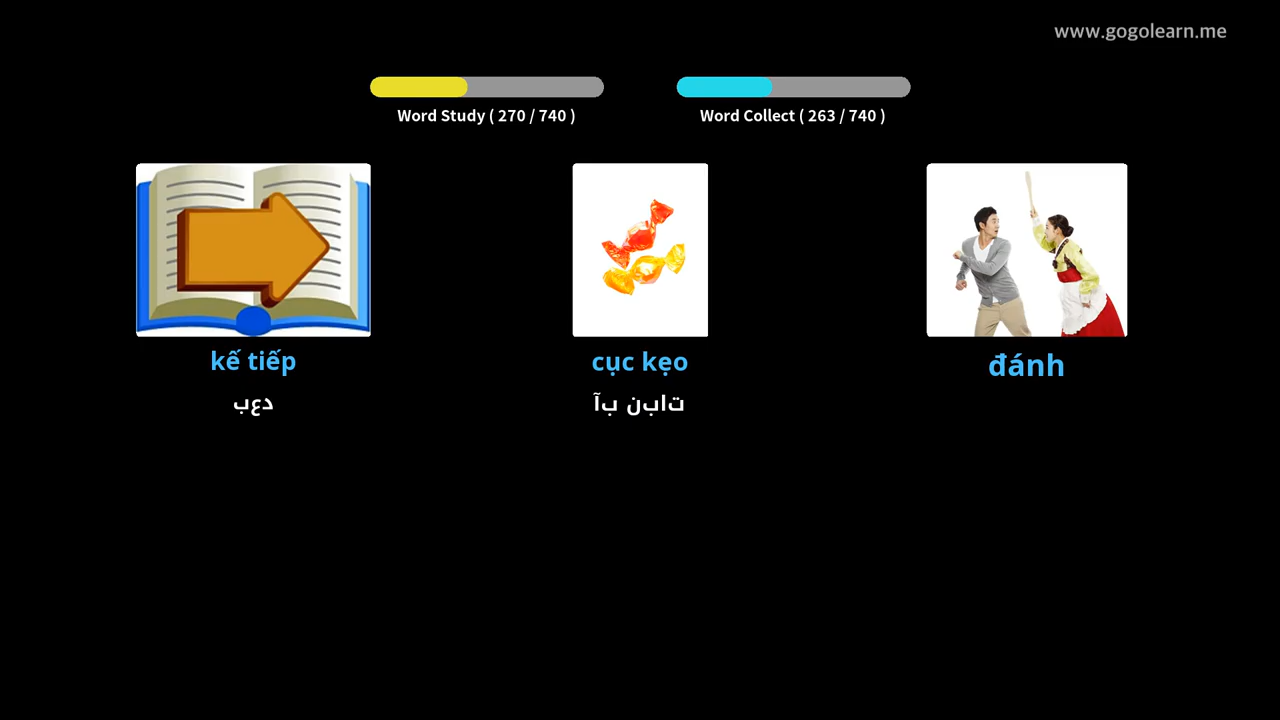 www.gogolearn.me
Word Study ( 270 / 740 )
Word Collect ( 263 / 740 )
kế tiếp
دعب
cục kẹo
تابن بآ
đánh